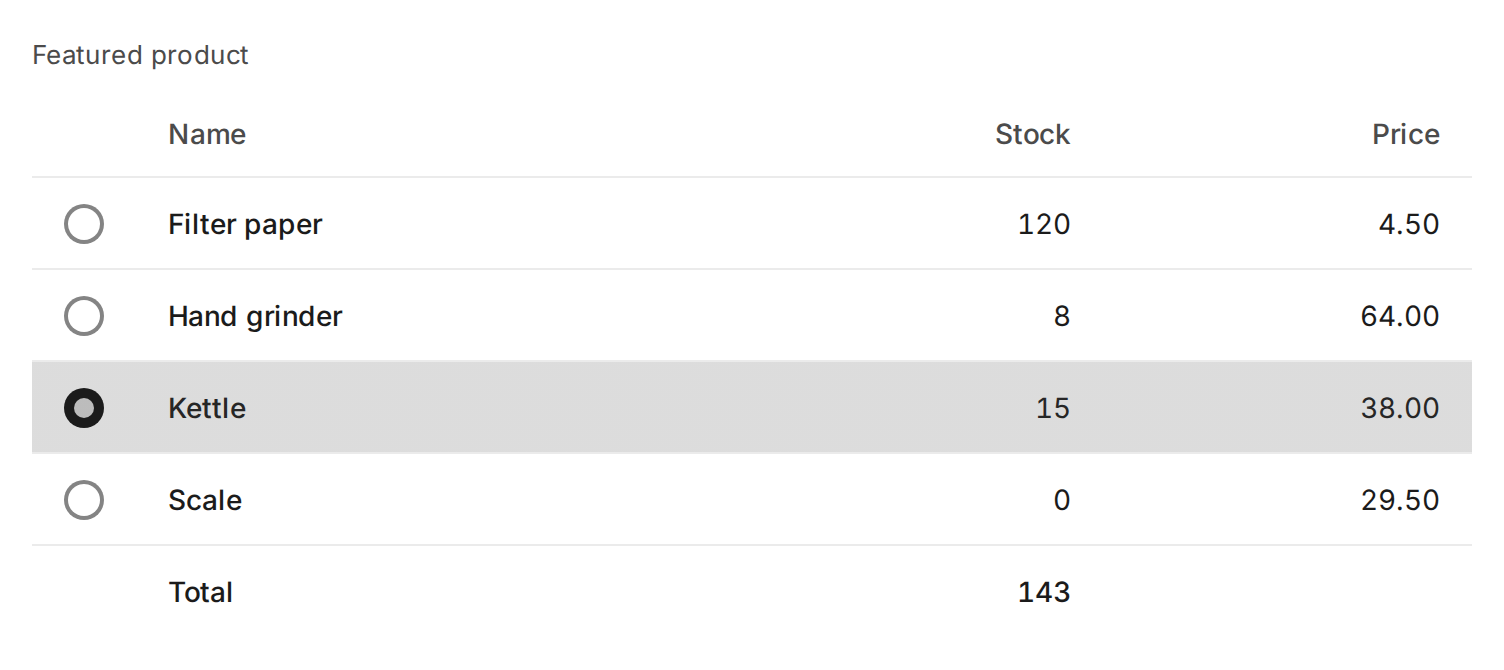 Featured product
Name Stock Price
Filter paper 120 4.50
Hand grinder 8 64.00
Kettle 15 38.00
Scale 0 29.50
Total 143